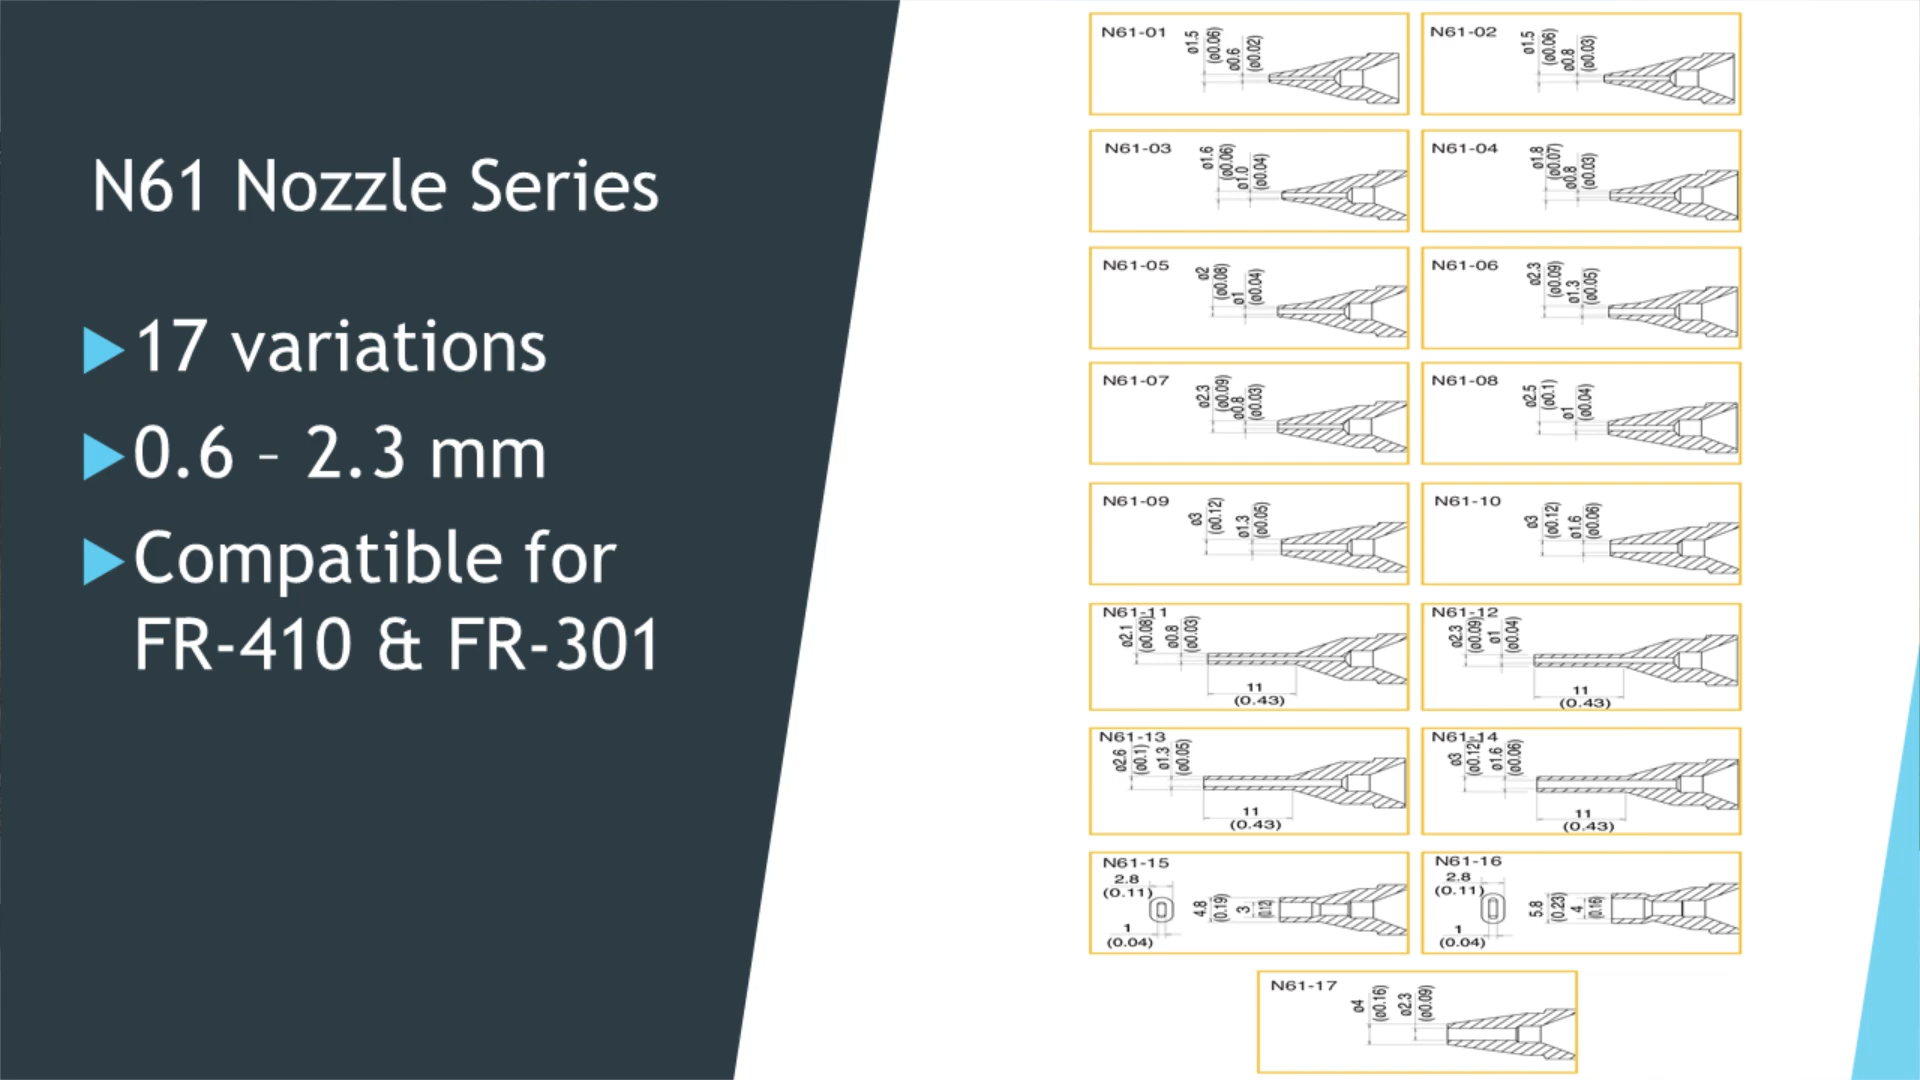 N61 Nozzle Series
17 variations
0.6 – 2.3 mm
Compatible for
FR-410 & FR-301
N61-01
ø1.5
(ø0.06)
ø0.6
(ø0.02)
N61-02
ø1.5
(ø0.06)
ø0.8
(ø0.03)
N61-03
ø1.6
(ø0.06)
ø1.0
(ø0.04)
N61-04
ø1.8
(ø0.07)
ø0.8
(ø0.03)
N61-05
ø2
(ø0.08)
ø1
(ø0.04)
N61-06
ø2.3
(ø0.09)
ø1.3
(ø0.05)
N61-07
ø2.3
(ø0.09)
ø0.8
(ø0.03)
N61-08
ø2.5
(ø0.1)
ø1
(ø0.04)
N61-09
ø3
(ø0.12)
ø1.3
(ø0.05)
N61-10
ø3
(ø0.12)
ø1.6
(ø0.06)
N61-11
ø2.1
(ø0.08)
ø0.8
(ø0.03)
11
(0.43)
N61-12
ø2.3
(ø0.09)
ø1
(ø0.04)
11
(0.43)
N61-13
ø2.6
(ø0.1)
ø1.3
(ø0.05)
11
(0.43)
N61-14
ø3
(ø0.12)
ø1.6
(ø0.06)
11
(0.43)
N61-15
2.8
(0.11)
1
(0.04)
4.8
(0.19)
3
(0.12)
N61-16
2.8
(0.11)
1
(0.04)
5.8
(0.23)
4
(0.16)
N61-17
ø4
(ø0.16)
ø2.3
(ø0.09)